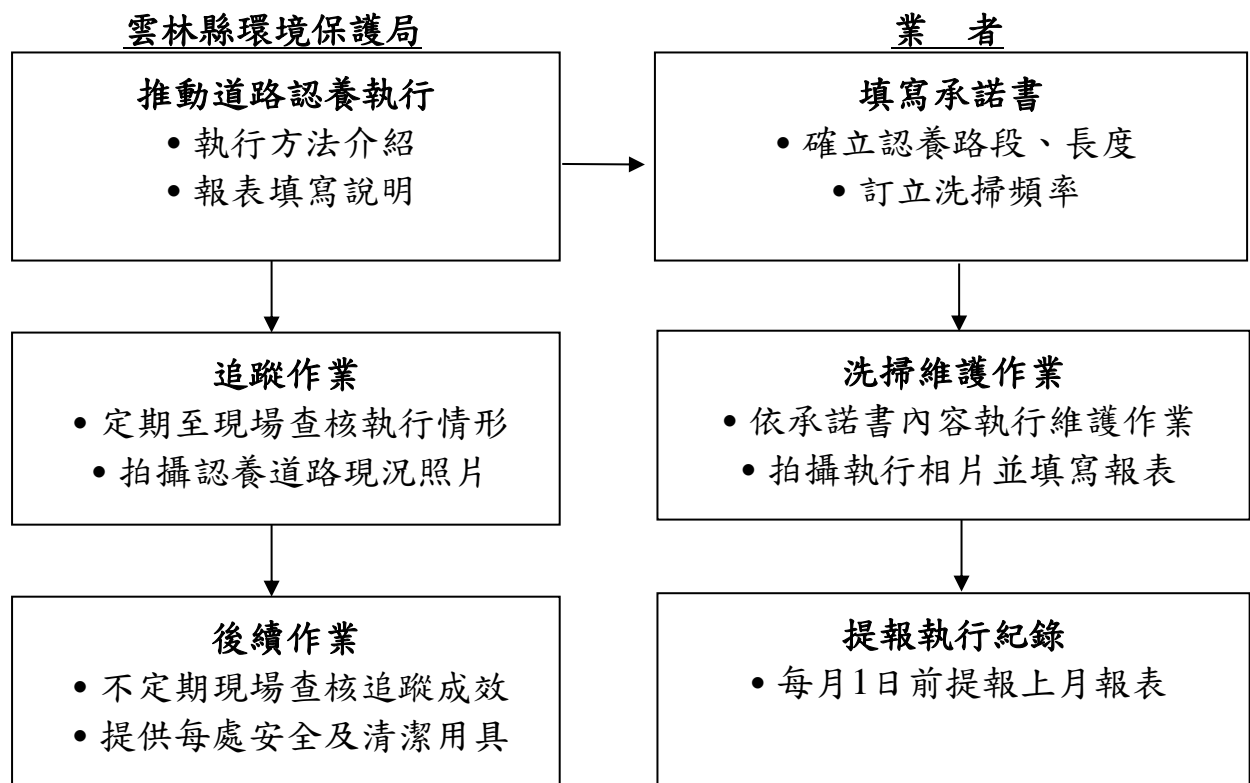 雲林縣環境保護局
推動道路認養執行
• 執行方法介紹
• 報表填寫說明
追蹤作業
• 定期至現場查核執行情形
• 拍攝認養道路現況照片
後續作業
• 不定期現場查核追蹤成效
• 提供每處安全及清潔用具
業 者
填寫承諾書
• 確立認養路段、長度
• 訂立洗掃頻率
洗掃維護作業
• 依承諾書內容執行維護作業
• 拍攝執行相片並填寫報表
提報執行紀錄
• 每月1日前提報上月報表